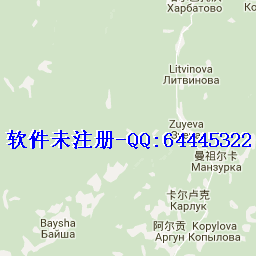 Харбатово
Litvinova
Литвинова
Zuyeva
Зуева
软件未注册-QQ:64445322
曼祖尔卡
Манзурка
卡尔卢克
Карлук
Baysha
Байша
阿尔贡 Kopylova
Аргун Копылова